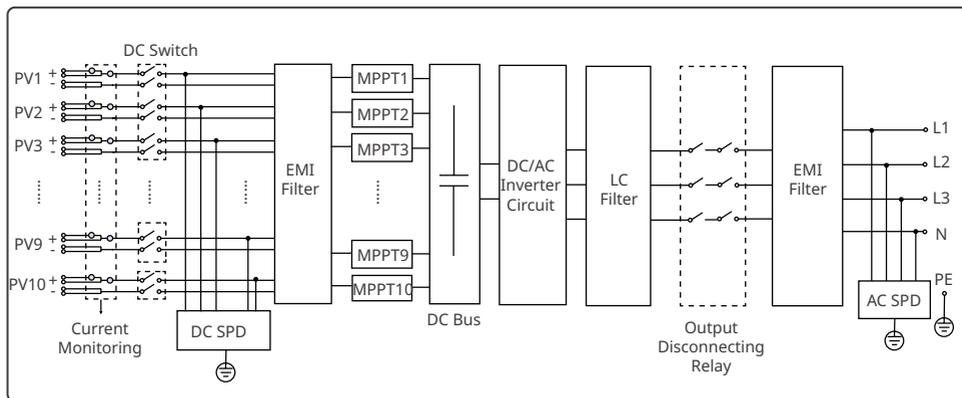 DC Switch
PV1 + -
PV2 + -
PV3 + -
PV9 + -
PV10 + -
Current
Monitoring
DC SPD
EMI
Filter
MPPT1
MPPT2
MPPT3
MPPT9
MPPT10
DC Bus
DC/AC
Inverter
Circuit
LC
Filter
Output
Disconnecting
Relay
EMI
Filter
L1
L2
L3
N
PE
AC SPD